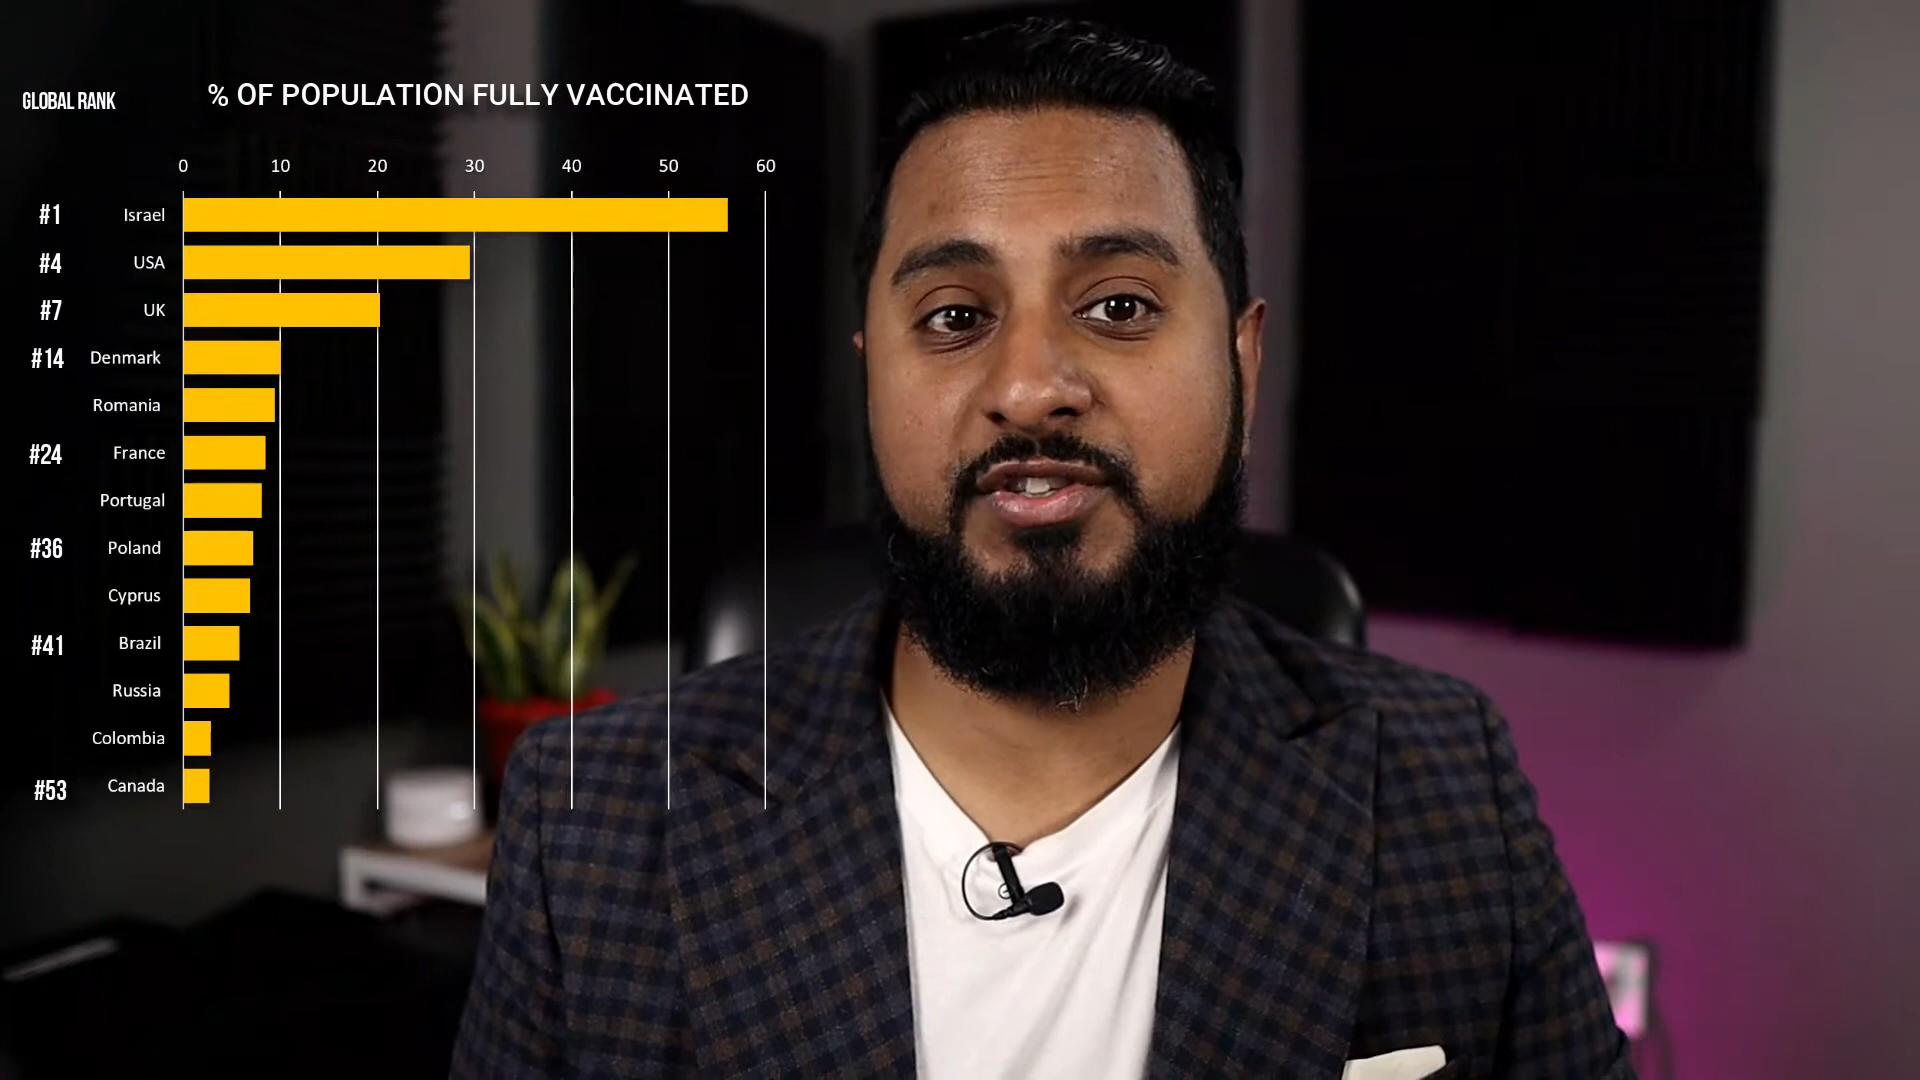 GLOBAL RANK
% OF POPULATION FULLY VACCINATED
0 10 20 30 40 50 60
#1 Israel
#4 USA
#7 UK
#14 Denmark
Romania
#24 France
Portugal
#36 Poland
Cyprus
#41 Brazil
Russia
Colombia
#53 Canada